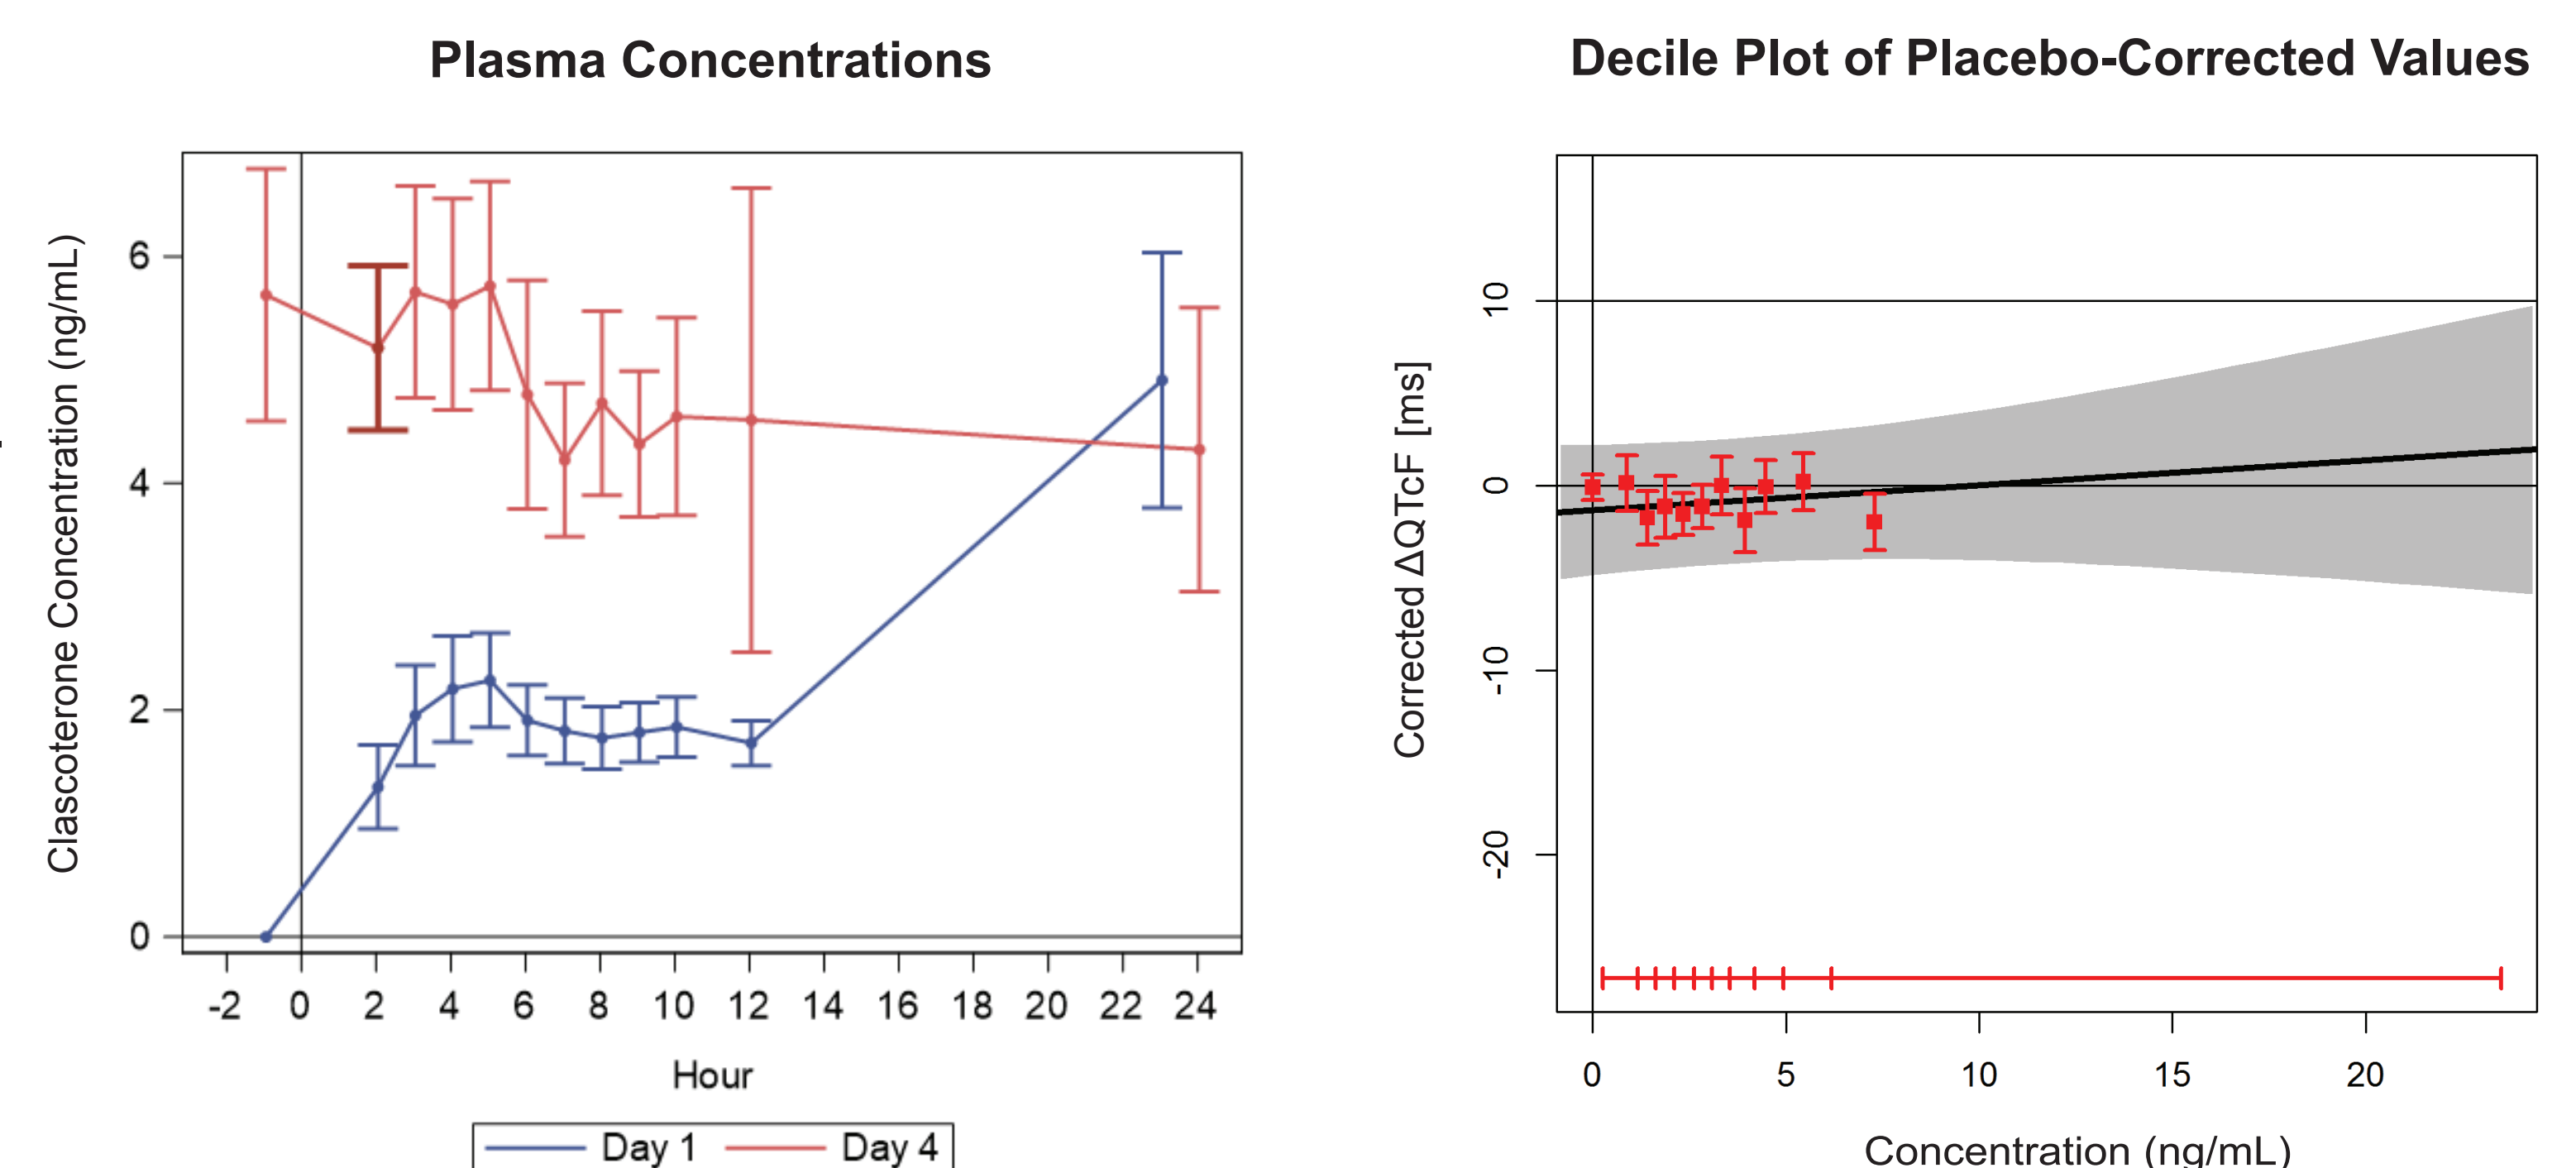 Plasma Concentrations
Clascoterone Concentration (ng/mL)
6
4
2
0
-2 0 2 4 6 8 10 12 14 16 18 20 22 24
Hour
Day 1 Day 4
Decile Plot of Placebo-Corrected Values
Corrected ΔQTcF [ms]
10
0
-10
-20
0 5 10 15 20
Concentration (ng/mL)